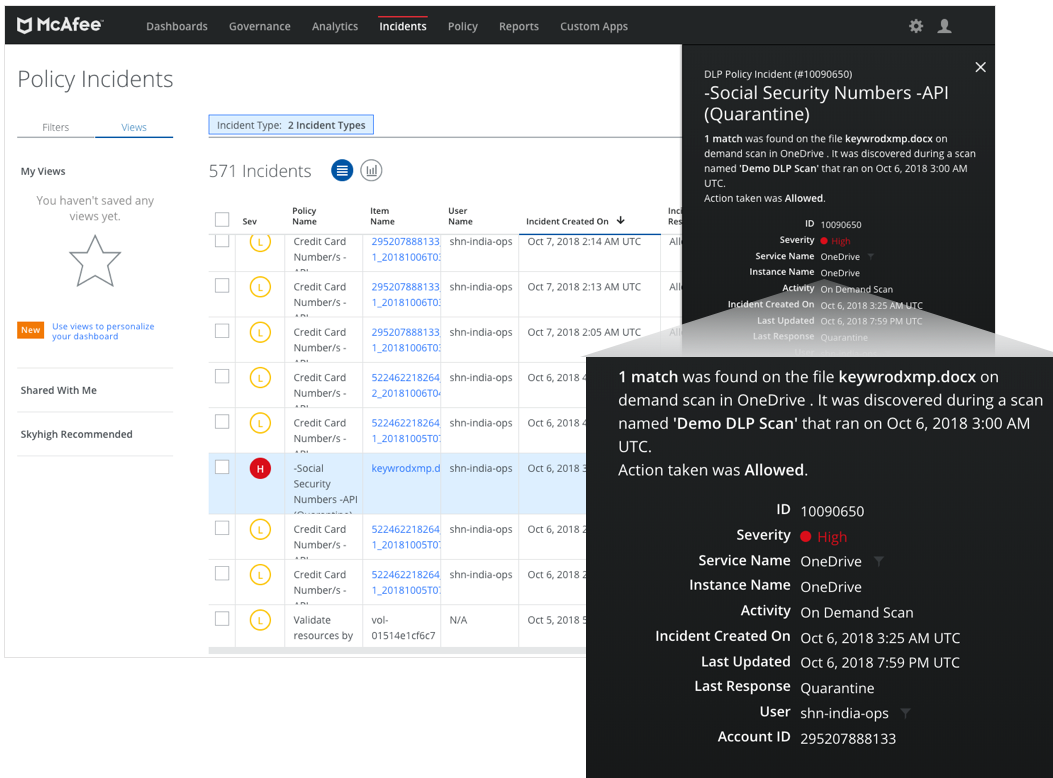 McAfee™
Dashboards Governance Analytics Incidents Policy Reports Custom Apps
Policy Incidents
Filters Views
My Views
You haven't saved any
views yet.
New
Use views to personalize
your dashboard
Shared With Me
Skyhigh Recommended
Incident Type: 2 Incident Types
571 Incidents
Sev
Policy
Name
Item
Name
User
Name
Incident Created On
L
Credit Card
Number/s -
295207888133
1_20181006T03
shn-india-ops
Oct 7, 2018 2:14 AM UTC
L
Credit Card
Number/s -
295207888133
1_20181006T03
shn-india-ops
Oct 7, 2018 2:13 AM UTC
L
Credit Card
Number/s -
295207888133
1_20181006T03
shn-india-ops
Oct 7, 2018 2:05 AM UTC
L
Credit Card
Number/s -
522462218264
2_20181006T04
shn-india-ops
Oct 6, 2018 4
L
Credit Card
Number/s -
522462218264
1_20181005T07
shn-india-ops
Oct 6, 2018 4
H
-Social
Security
Numbers -API
(Quarantine)
keywrodxmp.d
shn-india-ops
Oct 6, 2018 3
L
Credit Card
Number/s -
522462218264
1_20181005T07
shn-india-ops
Oct 6, 2018 2
L
Credit Card
Number/s -
522462218264
1_20181005T07
shn-india-ops
Oct 6, 2018 2
L
Validate
resources by
vol-
01514e1cf6c7
N/A
Oct 5, 2018 5
DLP Policy Incident (#10090650)
-Social Security Numbers -API
(Quarantine)
1 match was found on the file keywrodxmp.docx on
demand scan in OneDrive . It was discovered during a scan
named 'Demo DLP Scan' that ran on Oct 6, 2018 3:00 AM
UTC.
Action taken was Allowed.
ID 10090650
Severity High
Service Name OneDrive
Instance Name OneDrive
Activity On Demand Scan
Incident Created On Oct 6, 2018 3:25 AM UTC
Last Updated Oct 6, 2018 7:59 PM UTC
Last Response Quarantine
1 match was found on the file keywrodxmp.docx on
demand scan in OneDrive . It was discovered during a scan
named 'Demo DLP Scan' that ran on Oct 6, 2018 3:00 AM
UTC.
Action taken was Allowed.
ID 10090650
Severity High
Service Name OneDrive
Instance Name OneDrive
Activity On Demand Scan
Incident Created On Oct 6, 2018 3:25 AM UTC
Last Updated Oct 6, 2018 7:59 PM UTC
Last Response Quarantine
User shn-india-ops
Account ID 295207888133